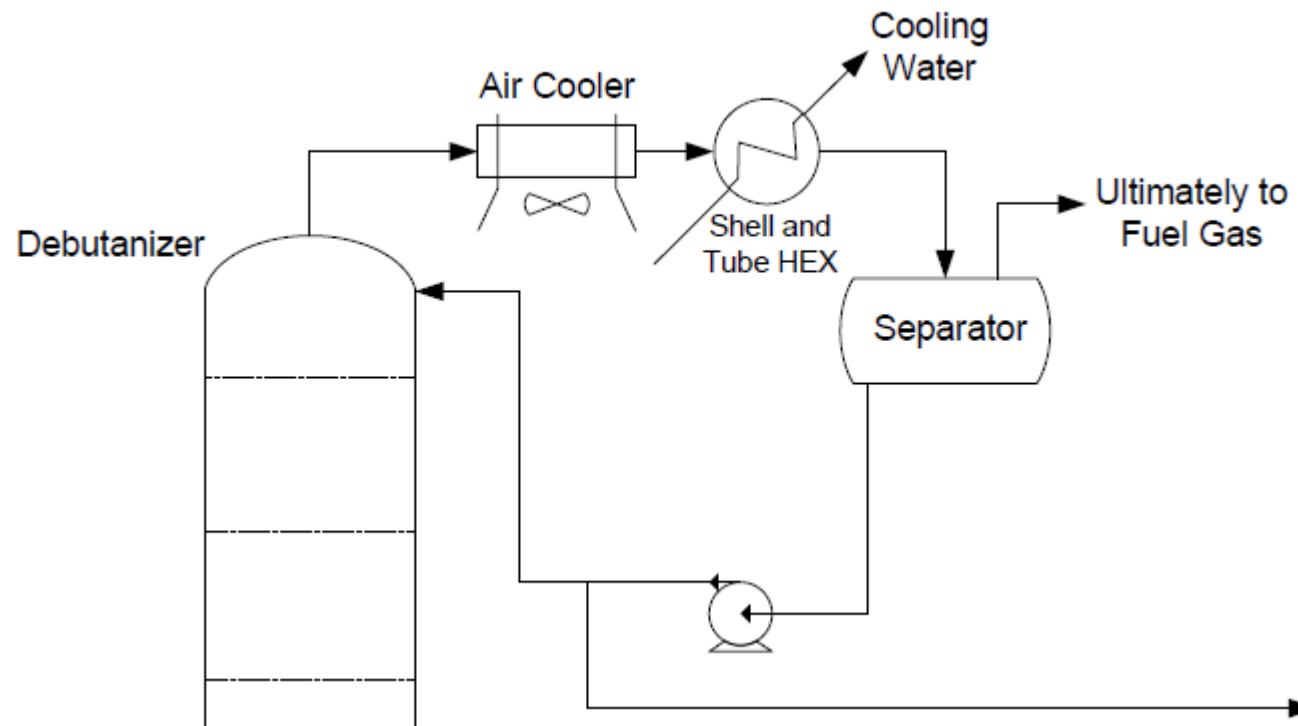 Cooling
Water
Air Cooler
Ultimately to
Fuel Gas
Shell and
Tube HEX
Debutanizer
Separator